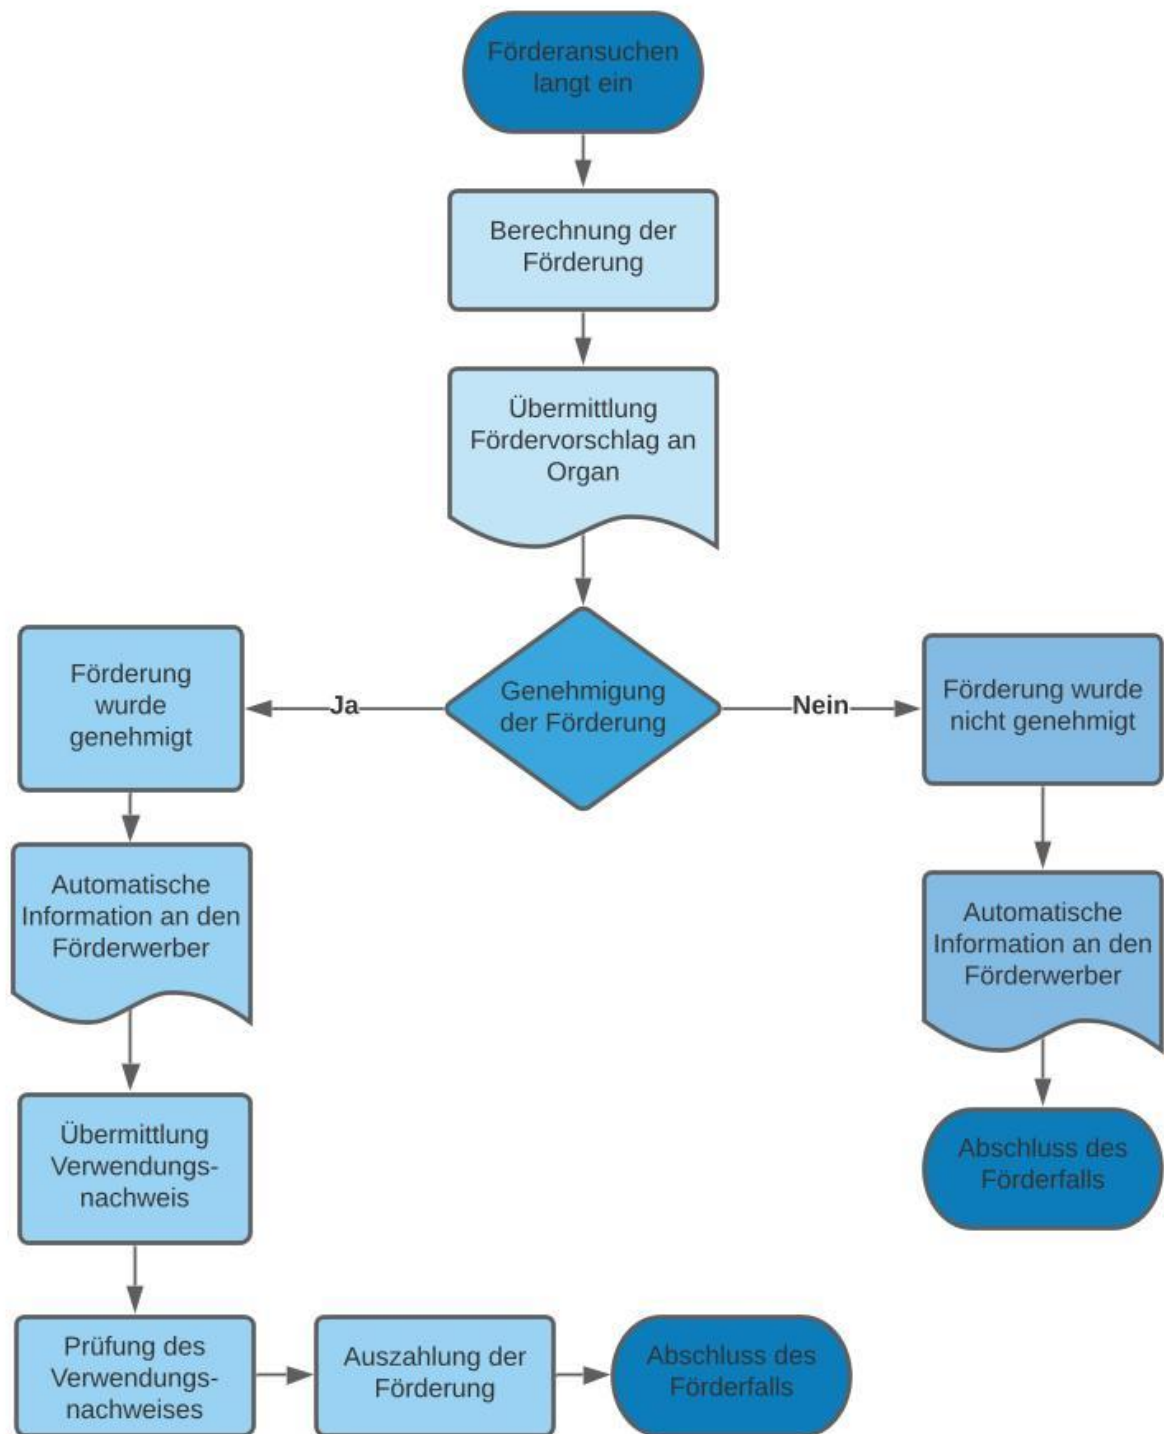 Förderansuchen
langt ein
Berechnung der
Förderung
Übermittlung
Fördervorschlag an
Organ
Genehmigung
der Förderung
Ja
Nein
Förderung
wurde
genehmigt
Automatische
Information an den
Förderwerber
Übermittlung
Verwendungs-
nachweis
Prüfung des
Verwendungs-
nachweises
Auszahlung der
Förderung
Abschluss des
Förderfalls
Förderung wurde
nicht genehmigt
Automatische
Information an den
Förderwerber
Abschluss des
Förderfalls